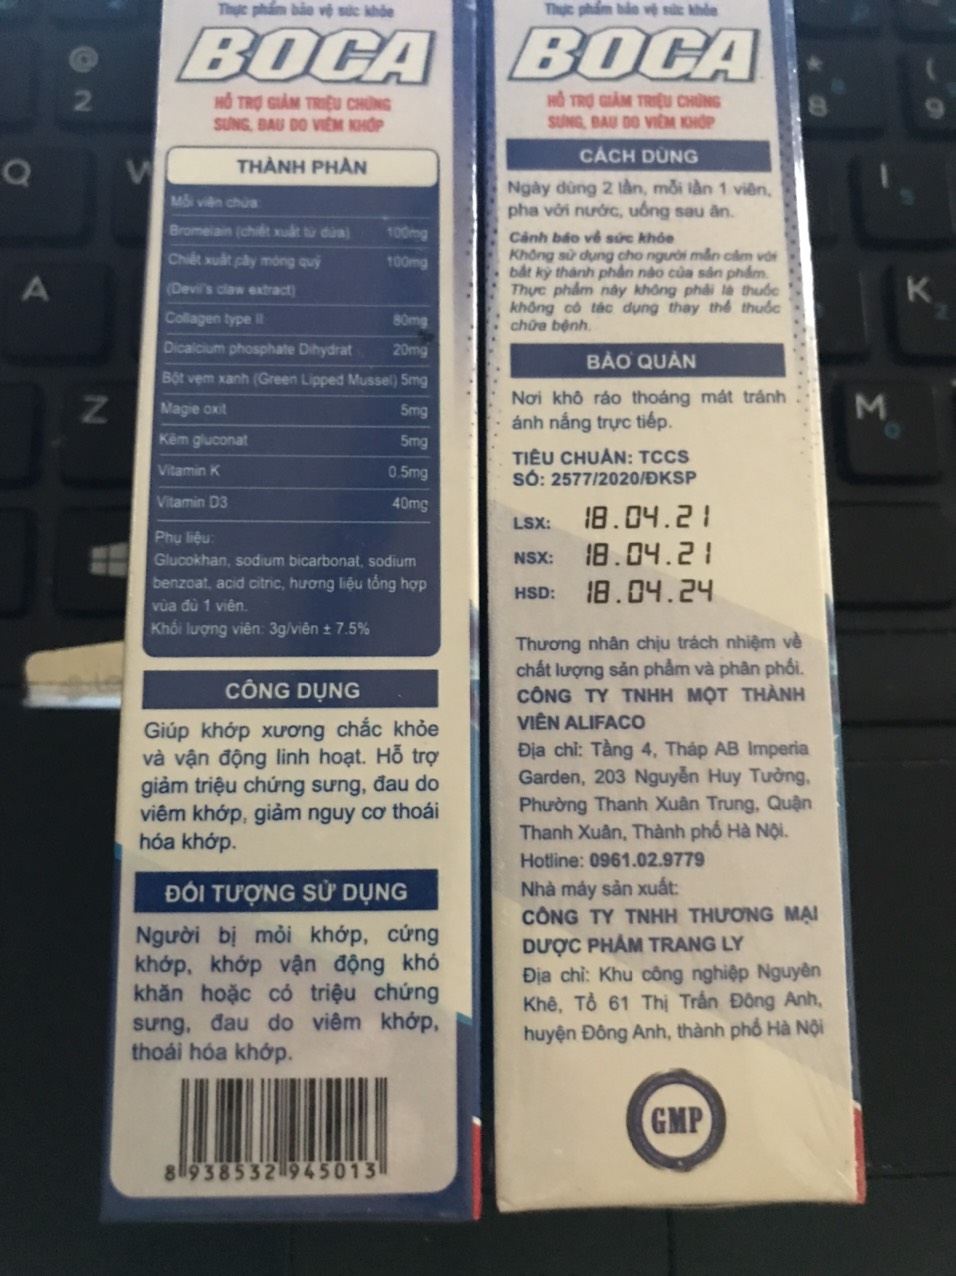 Thực phẩm bảo vệ sức khỏe
BOCA
HỖ TRỢ GIẢM TRIỆU CHỨNG
SƯNG, ĐAU DO VIÊM KHỚP
THÀNH PHẦN
Mỗi viên chứa:
Bromelain (chiết xuất từ dứa) 100mg
Chiết xuất cây móng quỷ 100mg
(Devil's claw extract)
Collagen type II 80mg
Dicalcium phosphate Dihydrat 20mg
Bột vẹm xanh (Green Lipped Mussel) 5mg
Magie oxit 5mg
Kẽm gluconat 5mg
Vitamin K 0.5mg
Vitamin D3 40mg
Phụ liệu:
Glucokhan, sodium bicarbonat, sodium
benzoat, acid citric, hương liệu tổng hợp
vừa đủ 1 viên.
Khối lượng viên: 3g/viên ± 7.5%
CÔNG DỤNG
Giúp khớp xương chắc khỏe
và vận động linh hoạt. Hỗ trợ
giảm triệu chứng sưng, đau do
viêm khớp, giảm nguy cơ thoái
hóa khớp.
ĐỐI TƯỢNG SỬ DỤNG
Người bị mỏi khớp, cứng
khớp, khớp vận động khó
khăn hoặc có triệu chứng
sưng, đau do viêm khớp,
thoái hóa khớp.
8 938532 945013
Thực phẩm bảo vệ sức khỏe
BOCA
HỖ TRỢ GIẢM TRIỆU CHỨNG
SƯNG, ĐAU DO VIÊM KHỚP
CÁCH DÙNG
Ngày dùng 2 lần, mỗi lần 1 viên,
pha với nước, uống sau ăn.
Cảnh báo về sức khỏe
Không sử dụng cho người mẫn cảm với
bất kỳ thành phần nào của sản phẩm.
Thực phẩm này không phải là thuốc
không có tác dụng thay thế thuốc
chữa bệnh.
BẢO QUẢN
Nơi khô ráo thoáng mát tránh
ánh nắng trực tiếp.
TIÊU CHUẨN: TCCS
SỐ: 2577/2020/ĐKSP
LSX: 18.04.21
NSX: 18.04.21
HSD: 18.04.24
Thương nhân chịu trách nhiệm về
chất lượng sản phẩm và phân phối.
CÔNG TY TNHH MỘT THÀNH
VIÊN ALIFACO
Địa chỉ: Tầng 4, Tháp AB Imperia
Garden, 203 Nguyễn Huy Tưởng,
Phường Thanh Xuân Trung, Quận
Thanh Xuân, Thành phố Hà Nội.
Hotline: 0961.02.9779
Nhà máy sản xuất:
CÔNG TY TNHH THƯƠNG MẠI
DƯỢC PHẨM TRANG LY
Địa chỉ: Khu công nghiệp Nguyên
Khê, Tổ 61 Thị Trấn Đông Anh,
huyện Đông Anh, thành phố Hà Nội
GMP
@
2
Q
W
A
Z
*
8
(
9
I
K
M